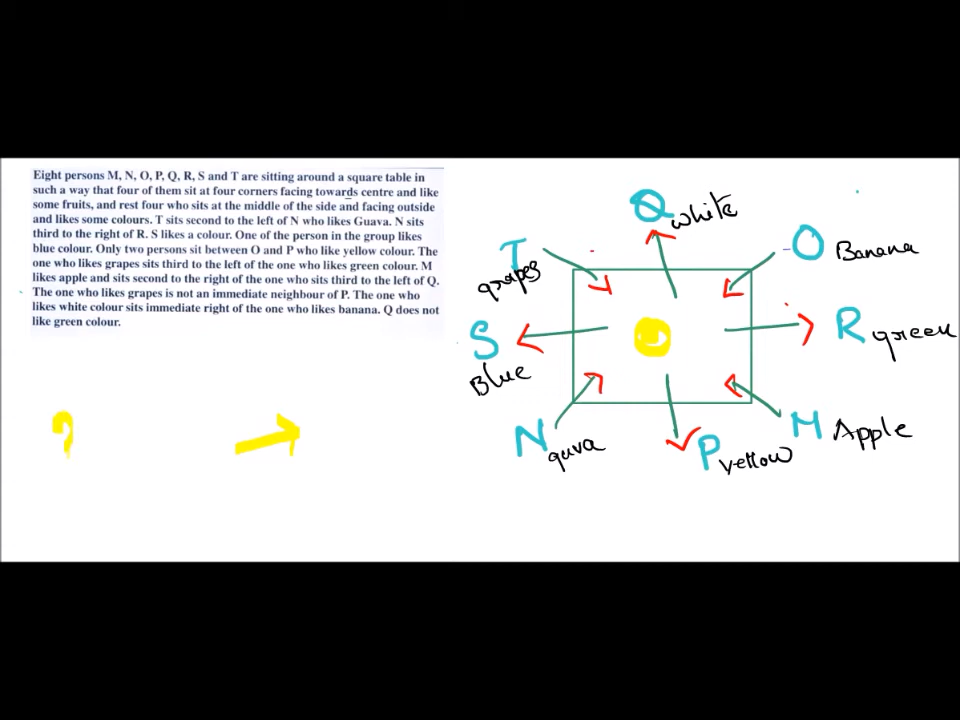 Eight persons M, N, O, P, Q, R, S and T are sitting around a square table in
such a way that four of them sit at four corners facing towards centre and like
some fruits, and rest four who sits at the middle of the side and facing outside
and likes some colours. T sits second to the left of N who likes Guava. N sits
third to the right of R. S likes a colour. One of the person in the group likes
blue colour. Only two persons sit between O and P who like yellow colour. The
one who likes grapes sits third to the left of the one who likes green colour. M
likes apple and sits second to the right of the one who sits third to the left of Q.
The one who likes grapes is not an immediate neighbour of P. The one who
likes white colour sits immediate right of the one who likes banana. Q does not
like green colour.
?
Q white
T grapes
O Banana
S Blue
R green
N guva
P yellow
M Apple